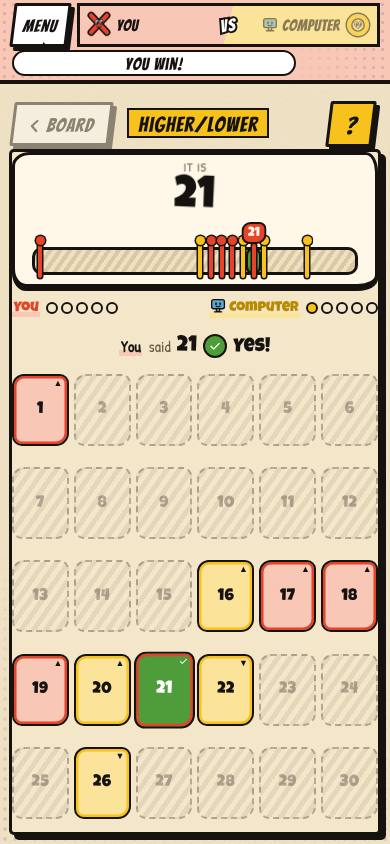 MENU
YOU
VS
COMPUTER
YOU WIN!
< BOARD
HIGHER/LOWER
?
IT IS
21
21
YOU
COMPUTER
You said 21 Yes!
1 2 3 4 5 6
7 8 9 10 11 12
13 14 15 16 17 18
19 20 21 22 23 24
25 26 27 28 29 30